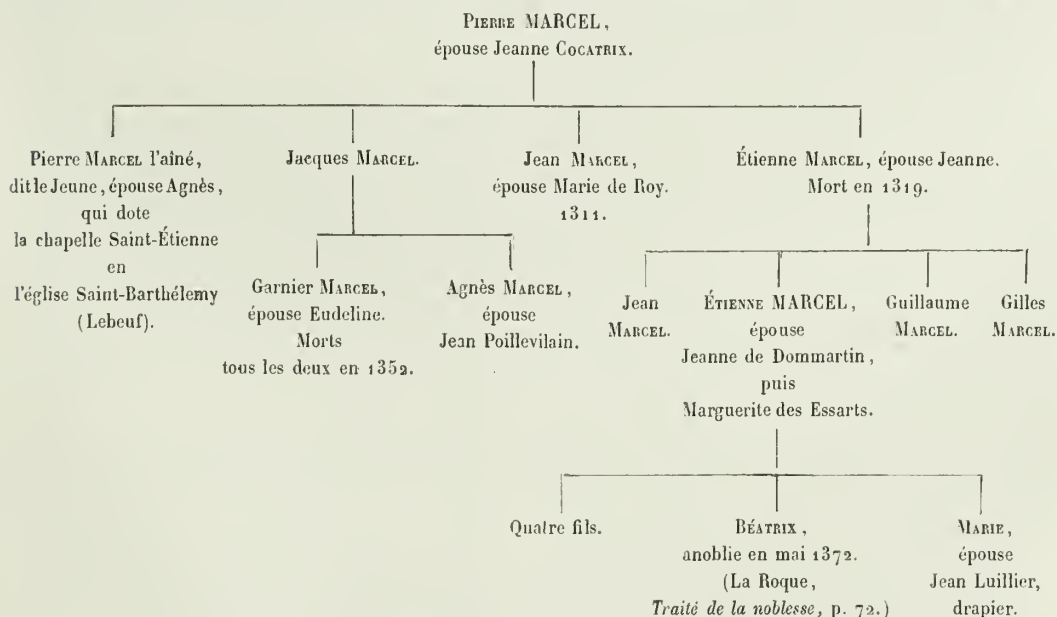 Pierre MARCEL,
épouse Jeanne Cocatrix.
Pierre Marcel l'aîné,
dit le Jeune, épouse Agnès,
qui dote
la chapelle Saint-Étienne
en
l'église Saint-Barthélemy
(Lebeuf).
Jacques Marcel.
Jean Marcel,
épouse Marie de Roy.
1311.
Étienne Marcel, épouse Jeanne.
Mort en 1319.
Garnier Marcel,
épouse Eudeline.
Morts
tous les deux en 1352.
Agnès Marcel,
épouse
Jean Poillevilain.
Jean
Marcel.
Étienne MARCEL,
épouse
Jeanne de Dommartin,
puis
Marguerite des Essarts.
Guillaume
Marcel.
Gilles
Marcel.
Quatre fils.
Béatrix,
anoblie en mai 1372.
(La Roque,
Traité de la noblesse, p. 72.)
Marie,
épouse
Jean Luillier,
drapier.